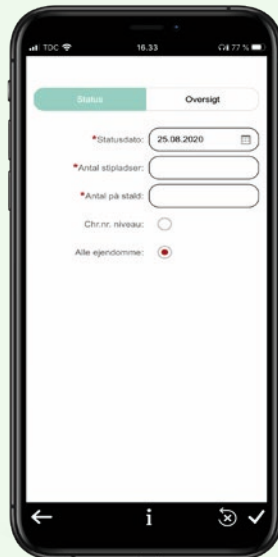 TDC 16.33 77 %
Status Oversigt
*Statusdato: 25.08.2020
*Antal stipladser:
*Antal på stald:
Chr.nr. niveau:
Alle ejendomme:
i